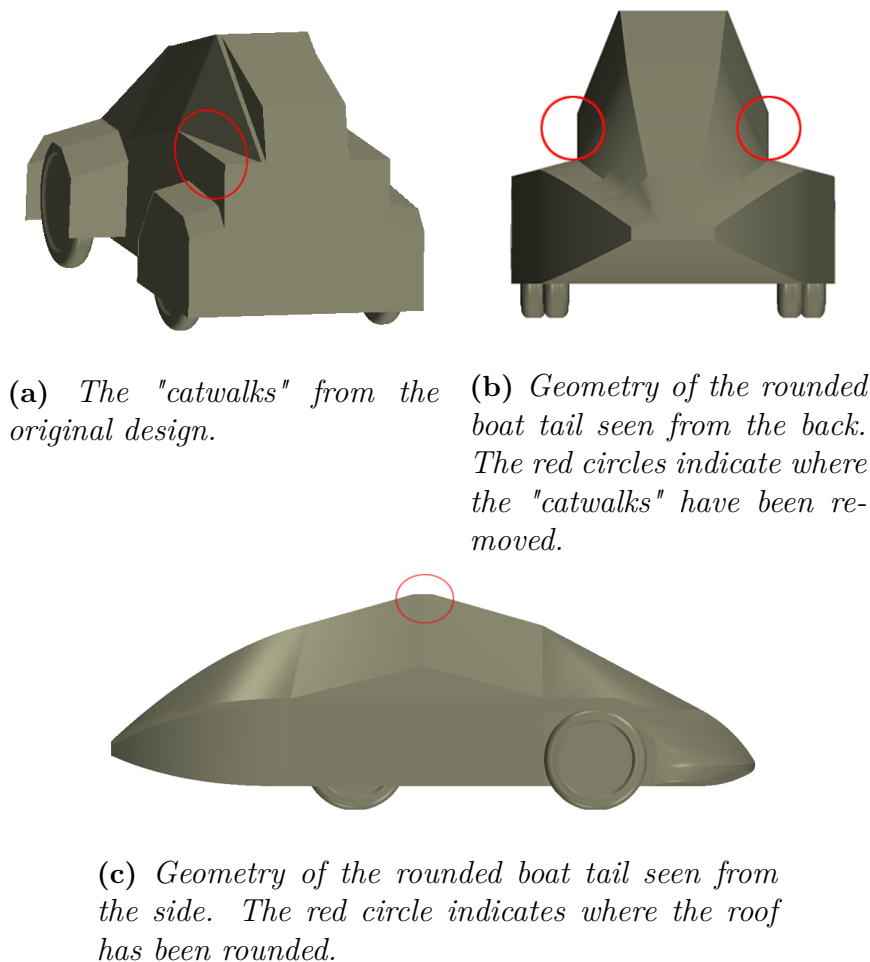 (a) The "catwalks" from the
original design.
(b) Geometry of the rounded
boat tail seen from the back.
The red circles indicate where
the "catwalks" have been re-
moved.
(c) Geometry of the rounded boat tail seen from
the side. The red circle indicates where the roof
has been rounded.